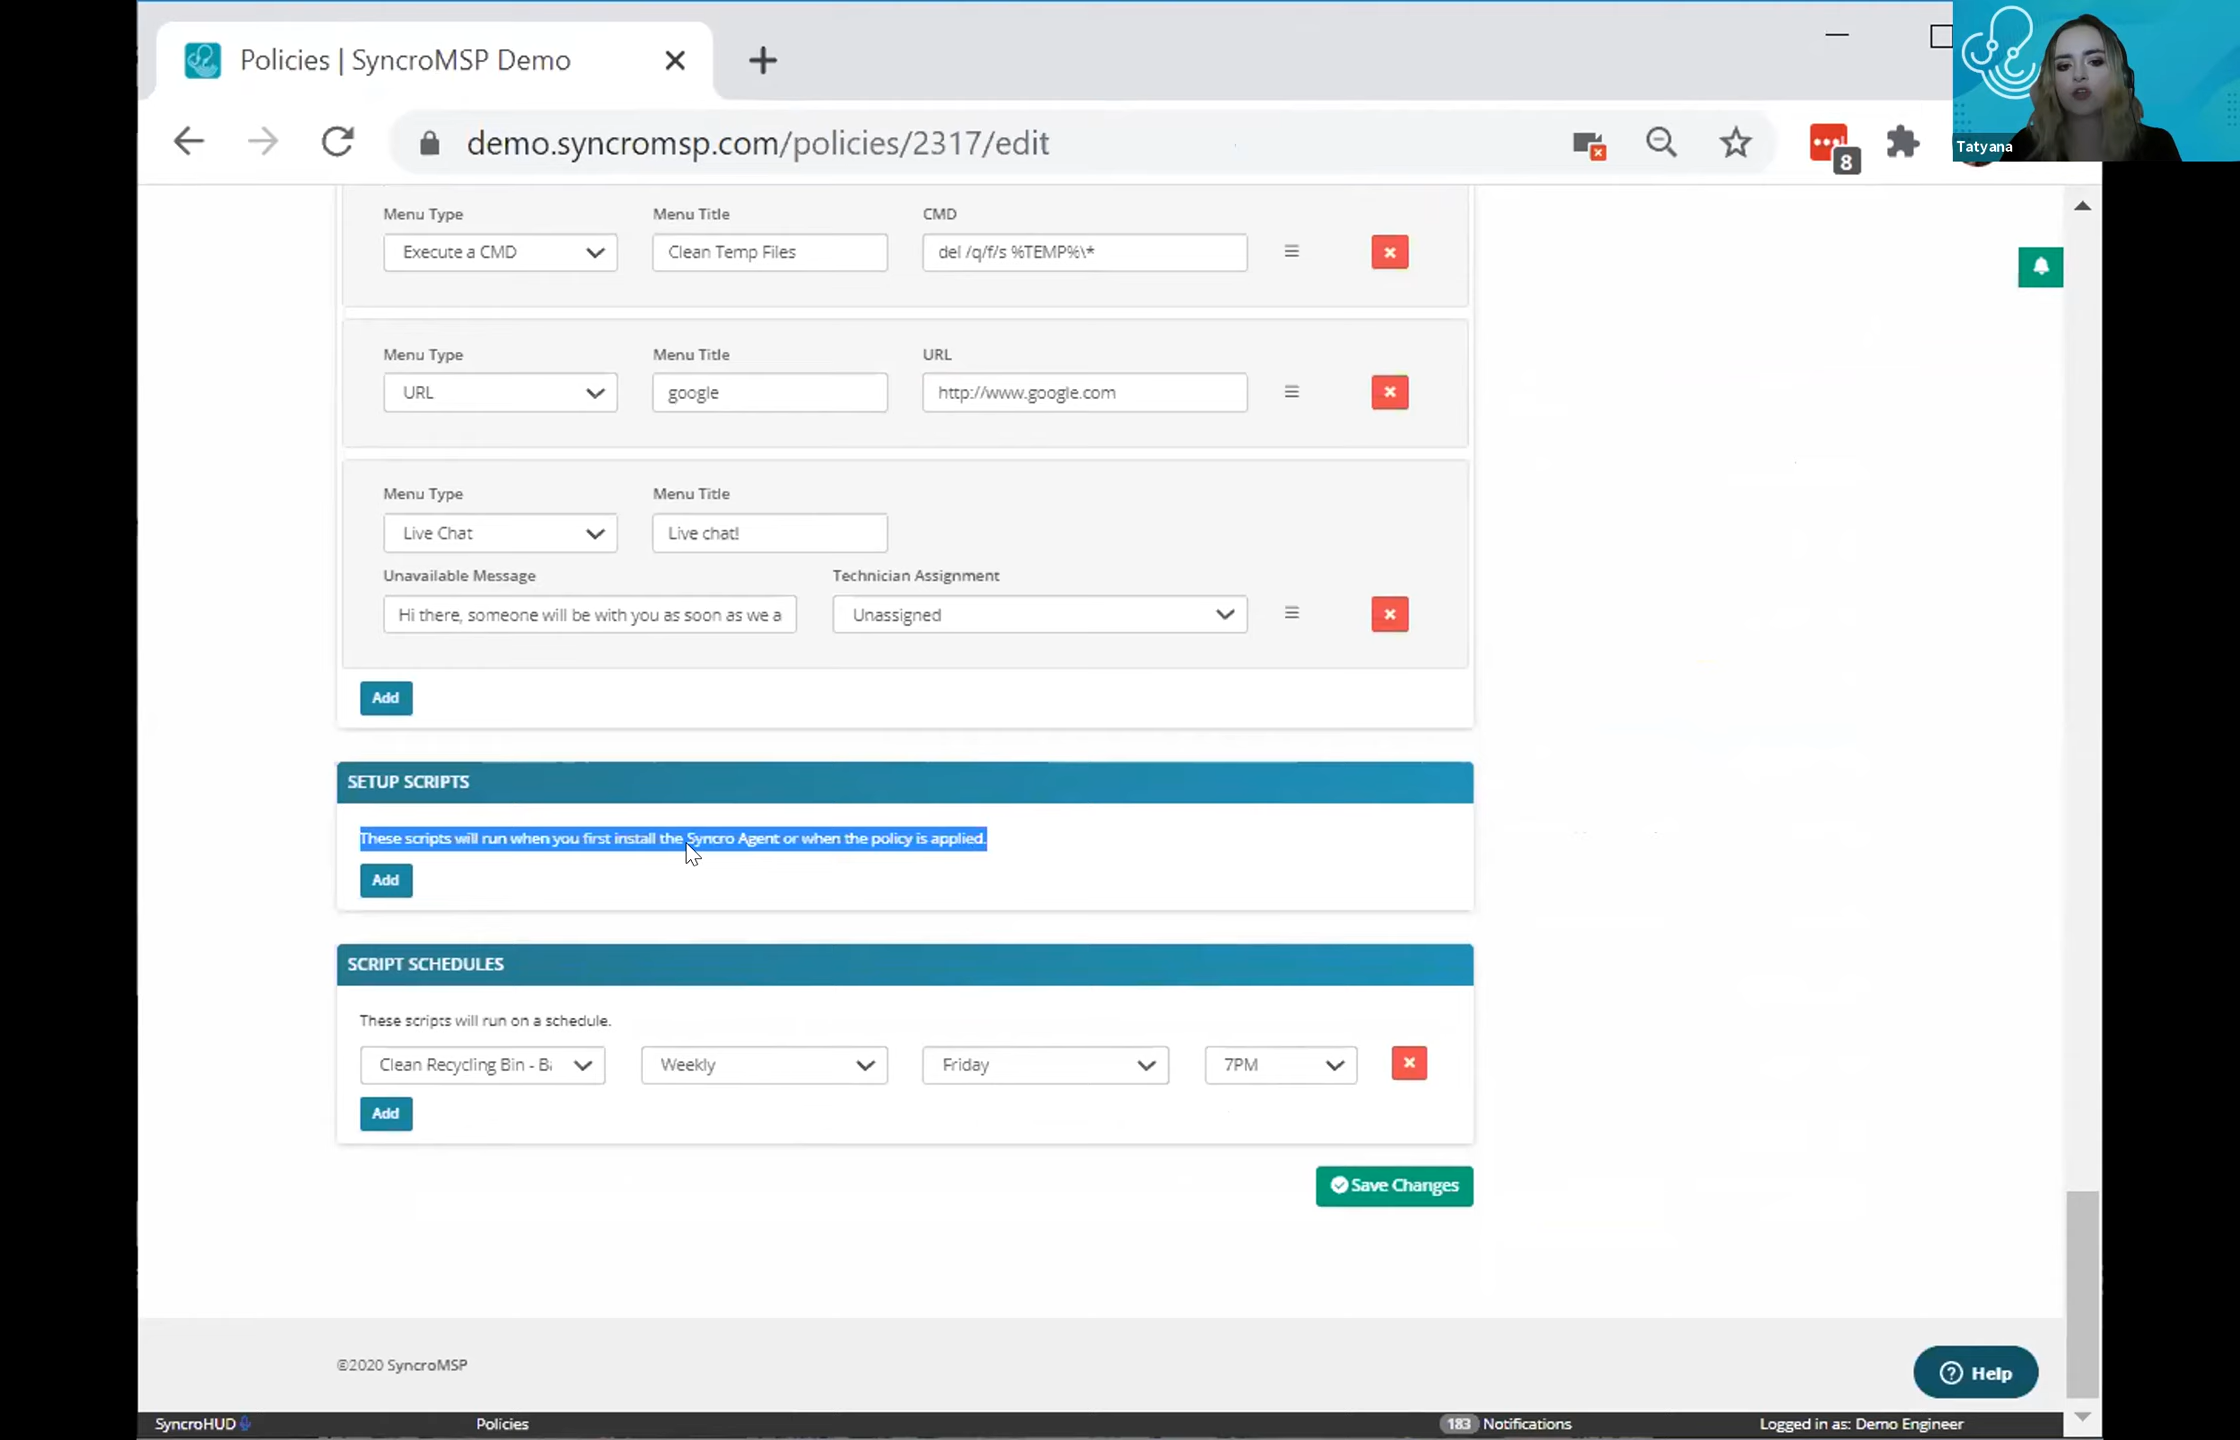 Policies | SyncroMSP Demo
Tatyana
demo.syncromsp.com/policies/2317/edit
8
Menu Type Menu Title CMD
Execute a CMD Clean Temp Files del /q/f/s %TEMP%\*
Menu Type Menu Title URL
URL google http://www.google.com
Menu Type Menu Title
Live Chat Live chat!
Unavailable Message Technician Assignment
Hi there, someone will be with you as soon as we a Unassigned
Add
SETUP SCRIPTS
These scripts will run when you first install the Syncro Agent or when the policy is applied.
Add
SCRIPT SCHEDULES
These scripts will run on a schedule.
Clean Recycling Bin - Ba Weekly Friday 7PM
Add
Save Changes
©2020 SyncroMSP
Help
SyncroHUD Policies 183 Notifications Logged in as: Demo Engineer